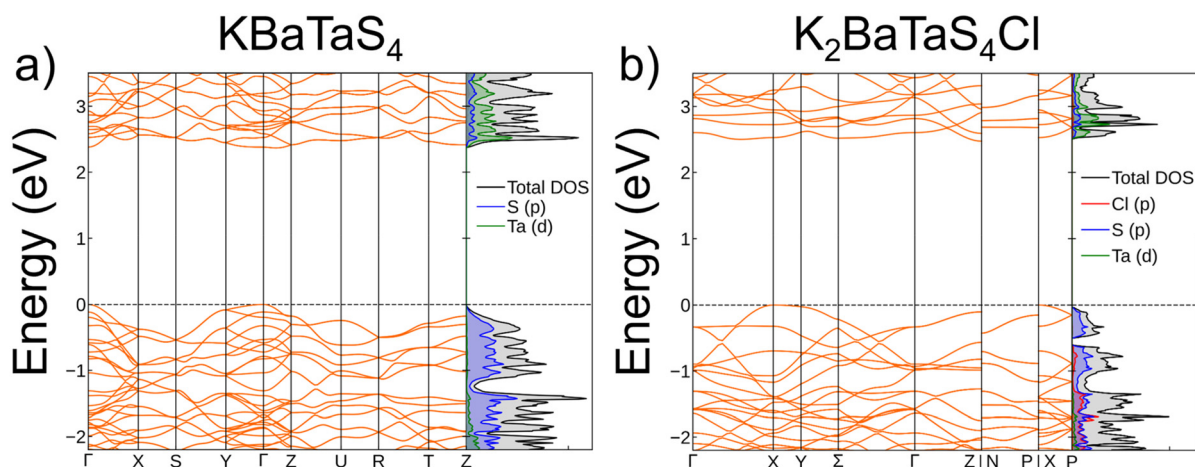 KBaTaS₄
K₂BaTaS₄Cl
a)
b)
Energy (eV)
3
2
1
0
−1
−2
Γ X S Y Γ Z U R T Z
Total DOS
S (p)
Ta (d)
Energy (eV)
3
2
1
0
−1
−2
Γ X Y Σ Γ Z | N P | X P
Total DOS
Cl (p)
S (p)
Ta (d)